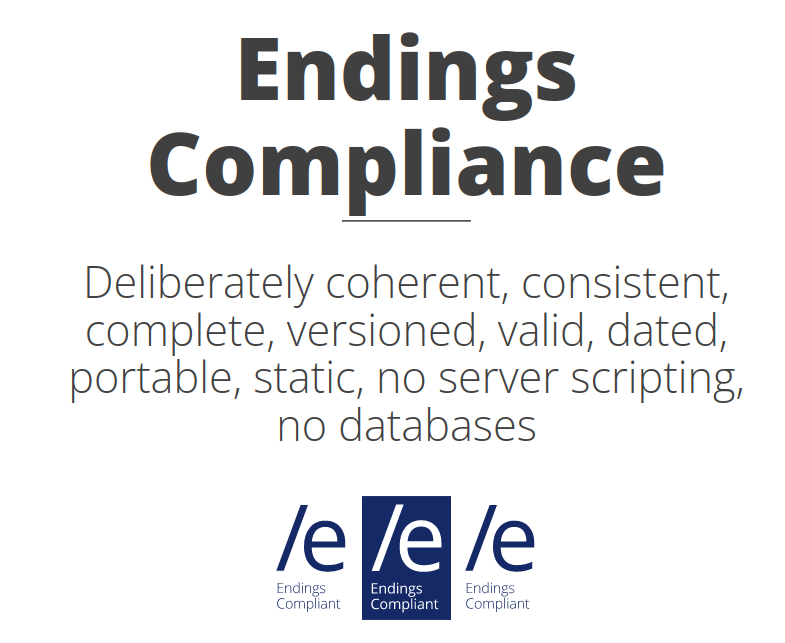 Endings
Compliance
Deliberately coherent, consistent,
complete, versioned, valid, dated,
portable, static, no server scripting,
no databases
/e /e /e
Endings Endings Endings
Compliant Compliant Compliant